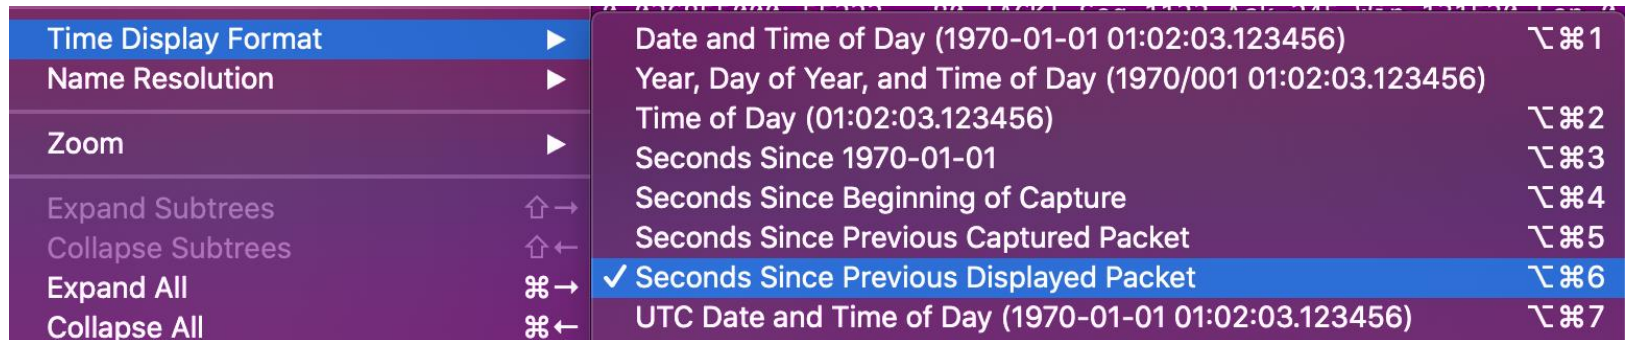 Time Display Format ▶
Name Resolution ▶
Zoom ▶
Expand Subtrees ⇧→
Collapse Subtrees ⇧←
Expand All ⌘→
Collapse All ⌘←
Date and Time of Day (1970-01-01 01:02:03.123456) ⌥⌘1
Year, Day of Year, and Time of Day (1970/001 01:02:03.123456)
Time of Day (01:02:03.123456) ⌥⌘2
Seconds Since 1970-01-01 ⌥⌘3
Seconds Since Beginning of Capture ⌥⌘4
Seconds Since Previous Captured Packet ⌥⌘5
✓ Seconds Since Previous Displayed Packet ⌥⌘6
UTC Date and Time of Day (1970-01-01 01:02:03.123456) ⌥⌘7